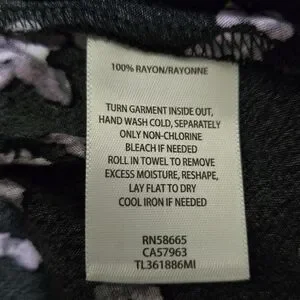 100% RAYON/RAYONNE
TURN GARMENT INSIDE OUT,
HAND WASH COLD, SEPARATELY
ONLY NON-CHLORINE
BLEACH IF NEEDED
ROLL IN TOWEL TO REMOVE
EXCESS MOISTURE, RESHAPE,
LAY FLAT TO DRY
COOL IRON IF NEEDED
RN58665
CA57963
TL361886MI